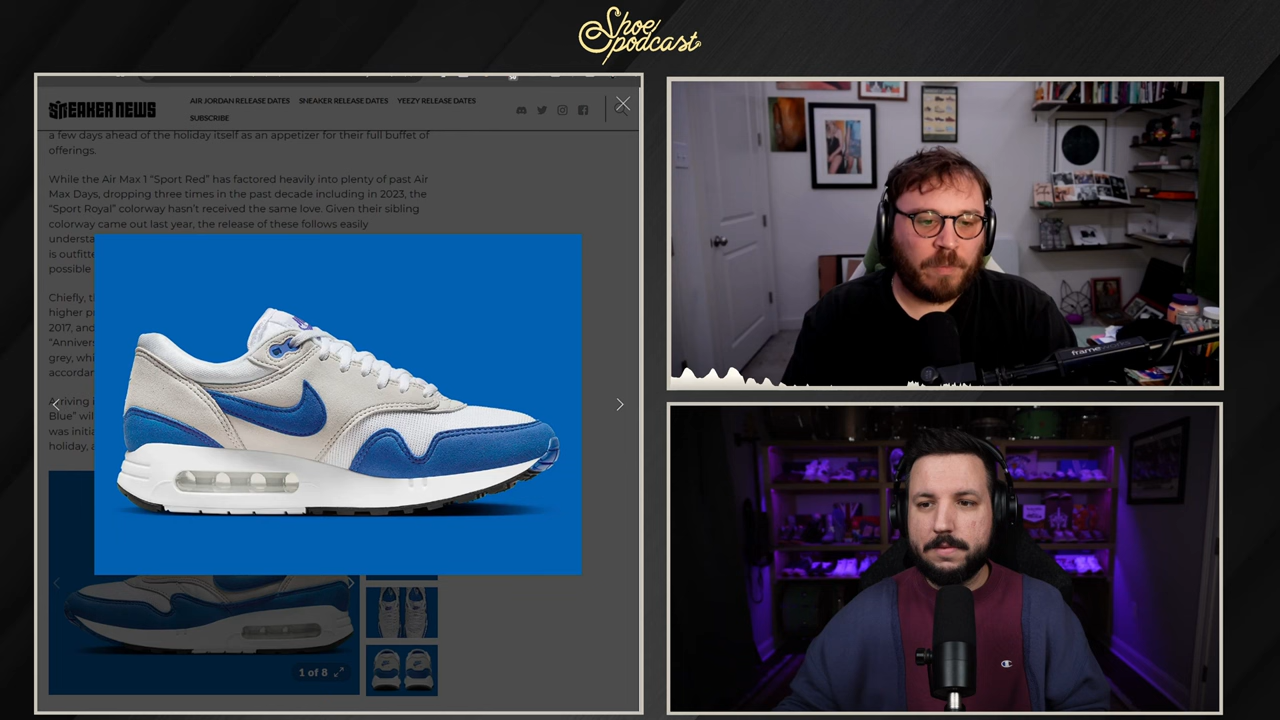 Shoe
podcast
SNEAKER NEWS
AIR JORDAN RELEASE DATES SNEAKER RELEASE DATES YEEZY RELEASE DATES
SUBSCRIBE
a few days ahead of the holiday itself as an appetizer for their full buffet of
offerings.
While the Air Max 1 “Sport Red” has factored heavily into plenty of past Air
Max Days, dropping three times in the past decade including in 2023, the
“Sport Royal” colorway hasn’t received the same love. Given their sibling
colorway came out last year, the release of these follows easily
is outfitte
possible
Chiefly, t
higher p
2017, and
“Annivers
grey, whi
accordan
Arriving i
Blue” wil
was initia
holiday, a
1 of 8
framework